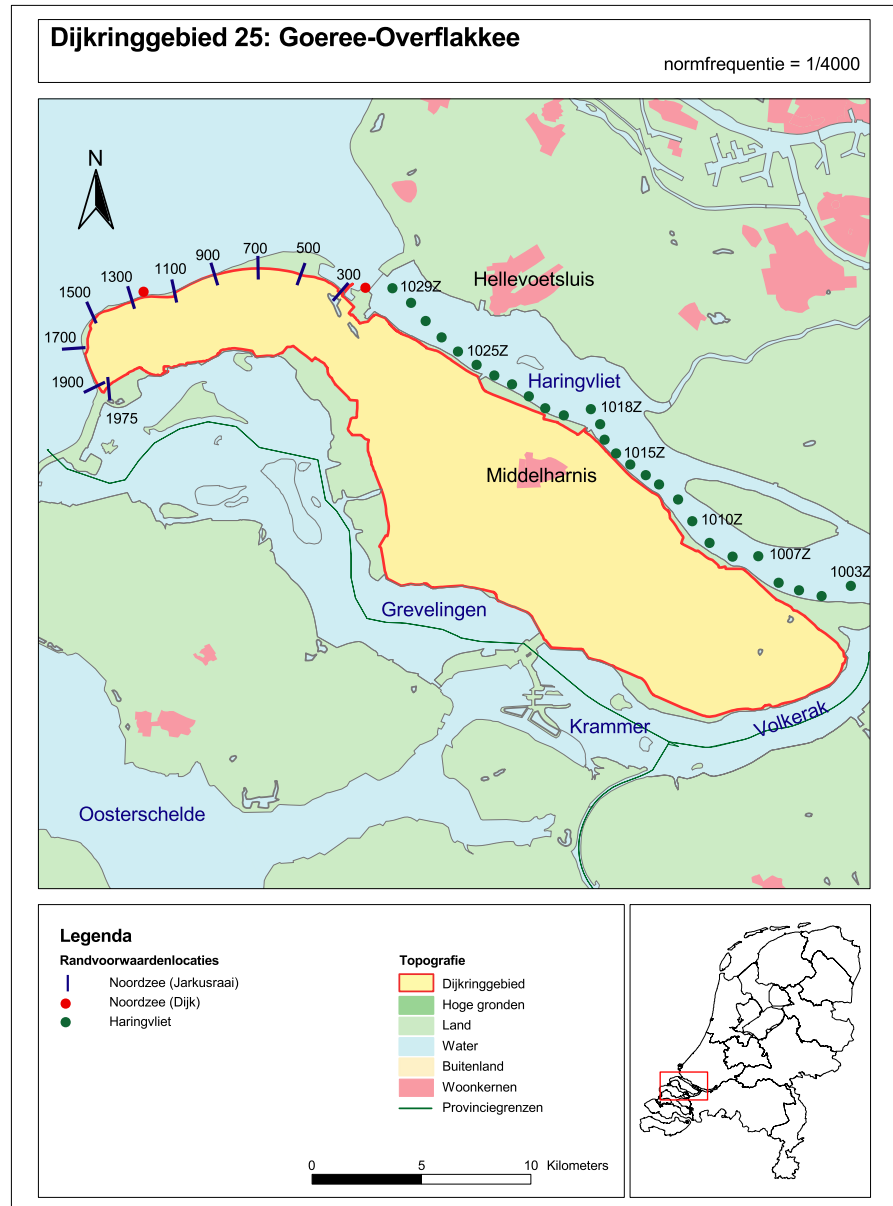 Dijkringgebied 25: Goeree-Overflakkee
normfrequentie = 1/4000
N
500
700
900
1100
1300
300
1500
1029Z
Hellevoetsluis
1700
1025Z
1900
Haringvliet
1975
1018Z
1015Z
Middelharnis
1010Z
1007Z
1003Z
Grevelingen
Krammer
Volkerak
Oosterschelde
Legenda
Randvoorwaardenlocaties
Noordzee (Jarkusraai)
Noordzee (Dijk)
Haringvliet
Topografie
Dijkringgebied
Hoge gronden
Land
Water
Buitenland
Woonkernen
Provinciegrenzen
0 5 10 Kilometers